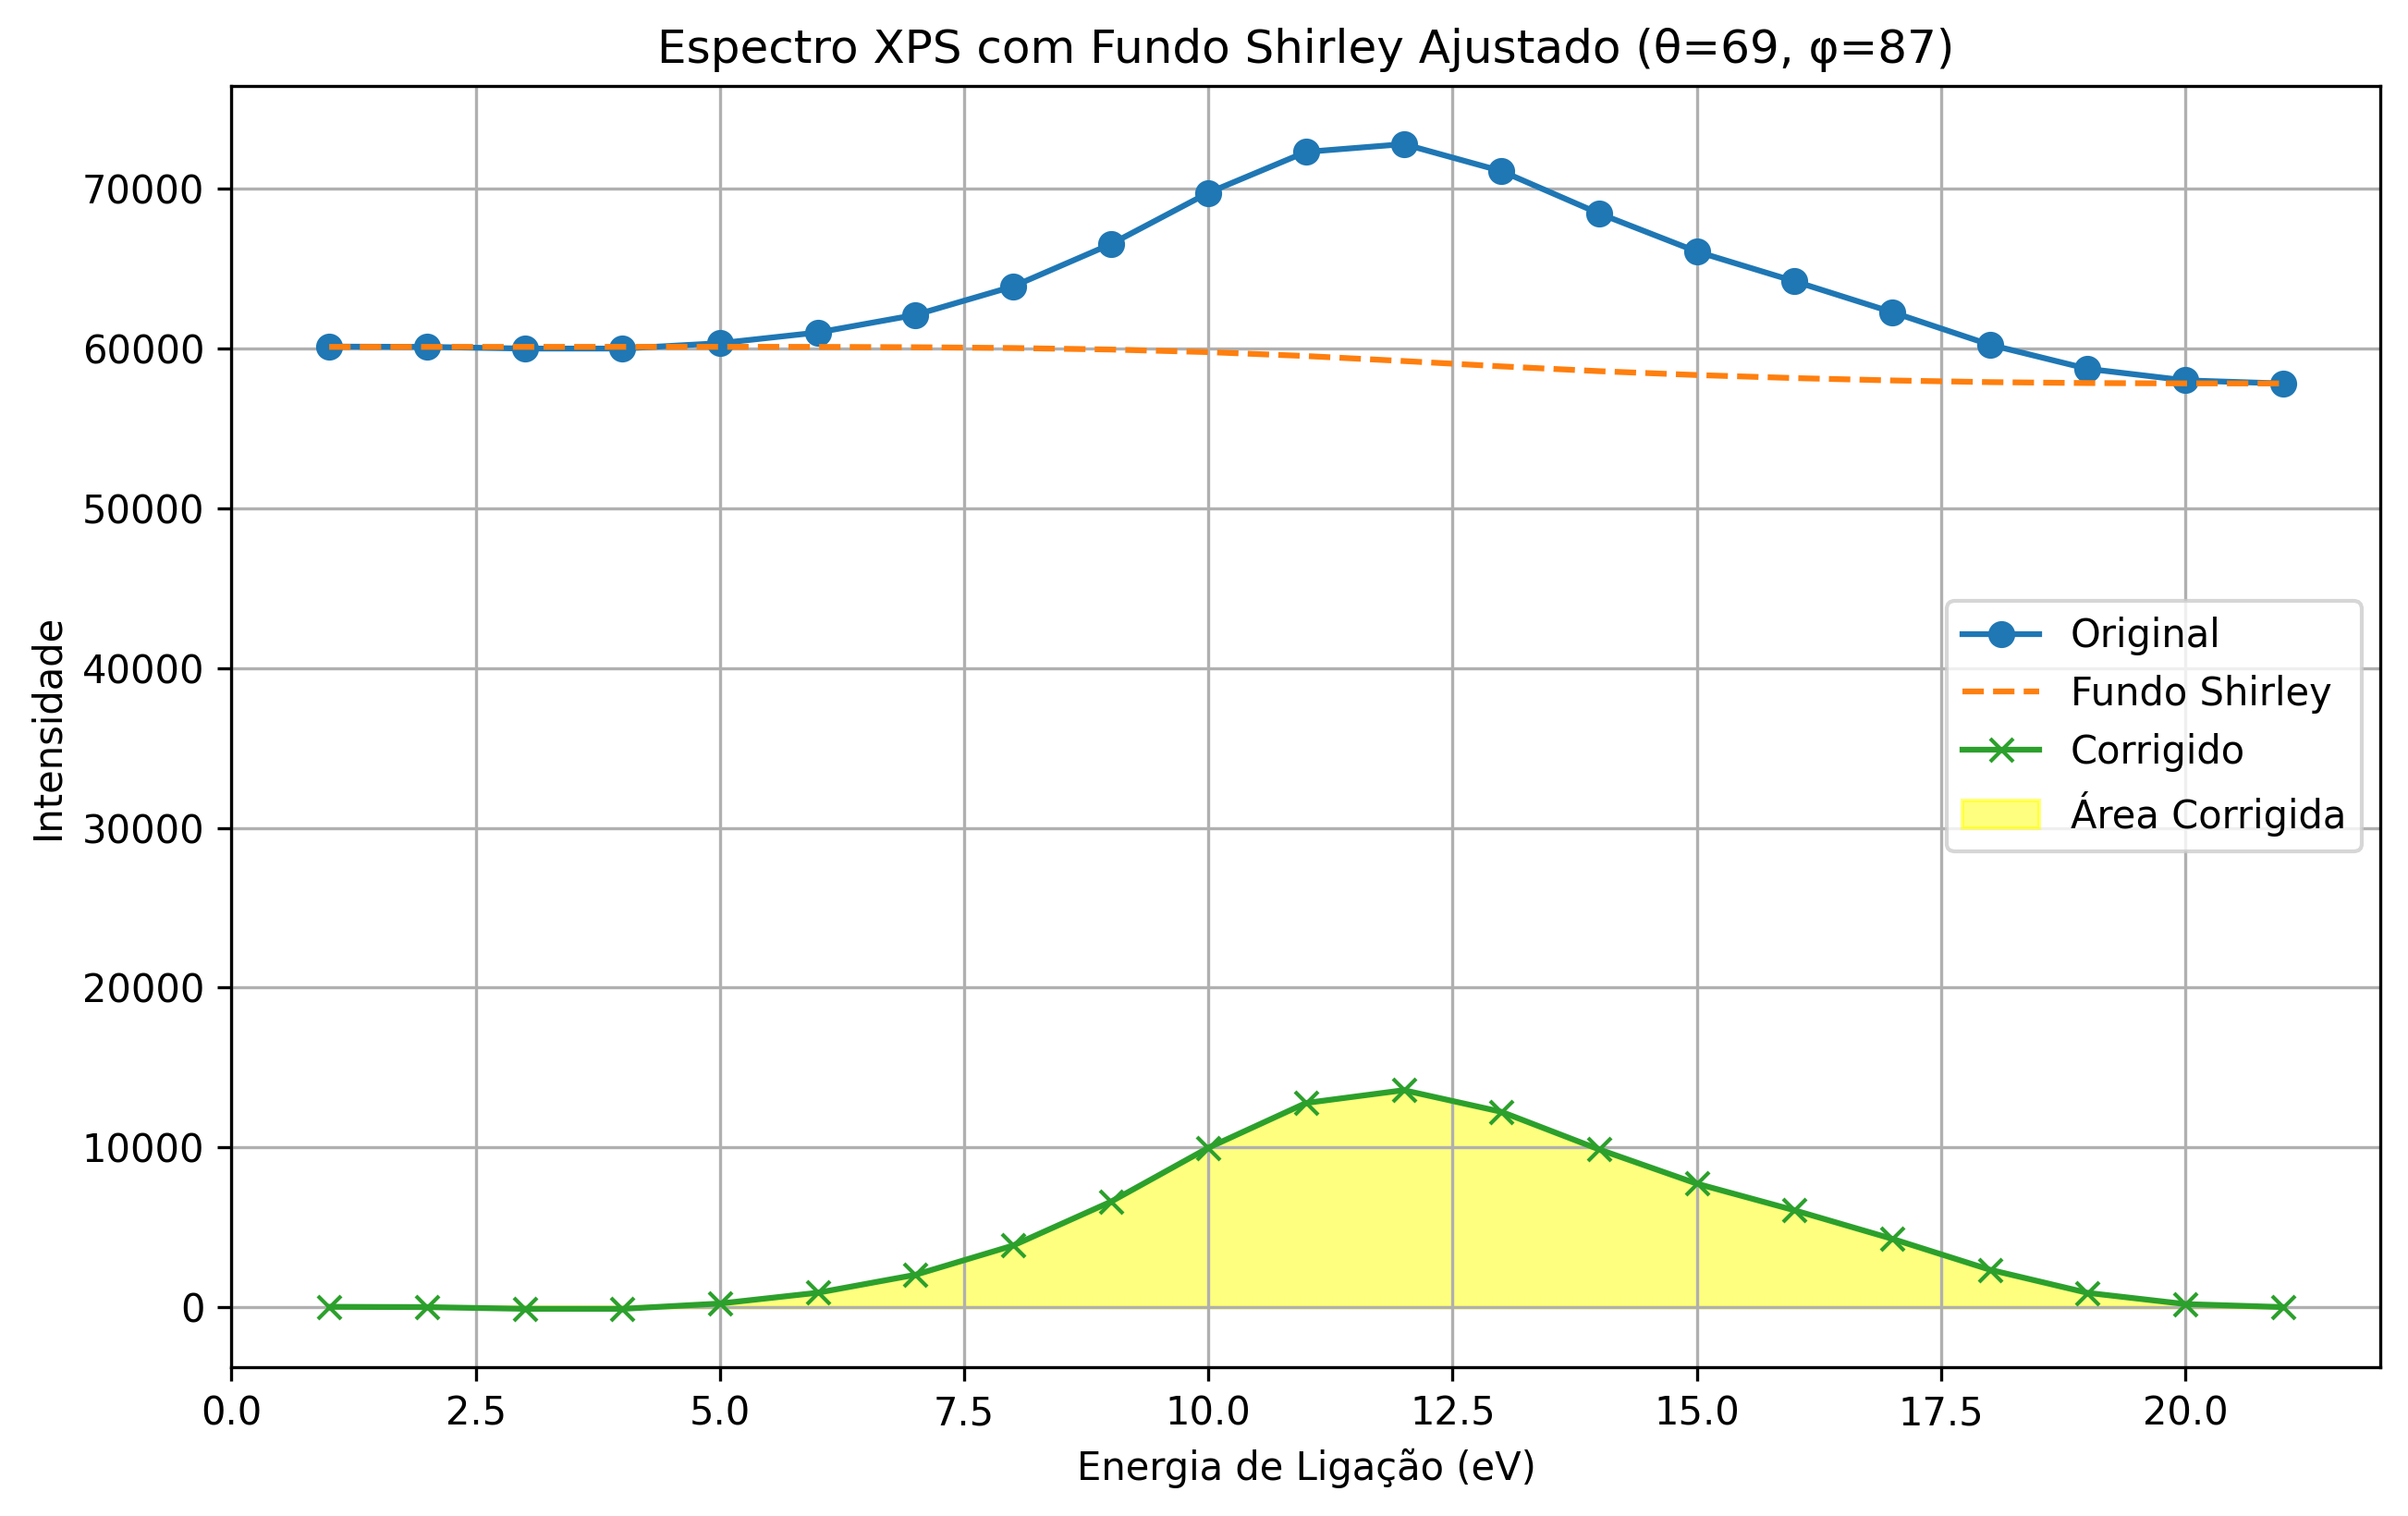 Espectro XPS com Fundo Shirley Ajustado (θ=69, φ=87)
Intensidade
70000
60000
50000
40000
30000
20000
10000
0
Original
Fundo Shirley
Corrigido
Área Corrigida
0.0 2.5 5.0 7.5 10.0 12.5 15.0 17.5 20.0
Energia de Ligação (eV)